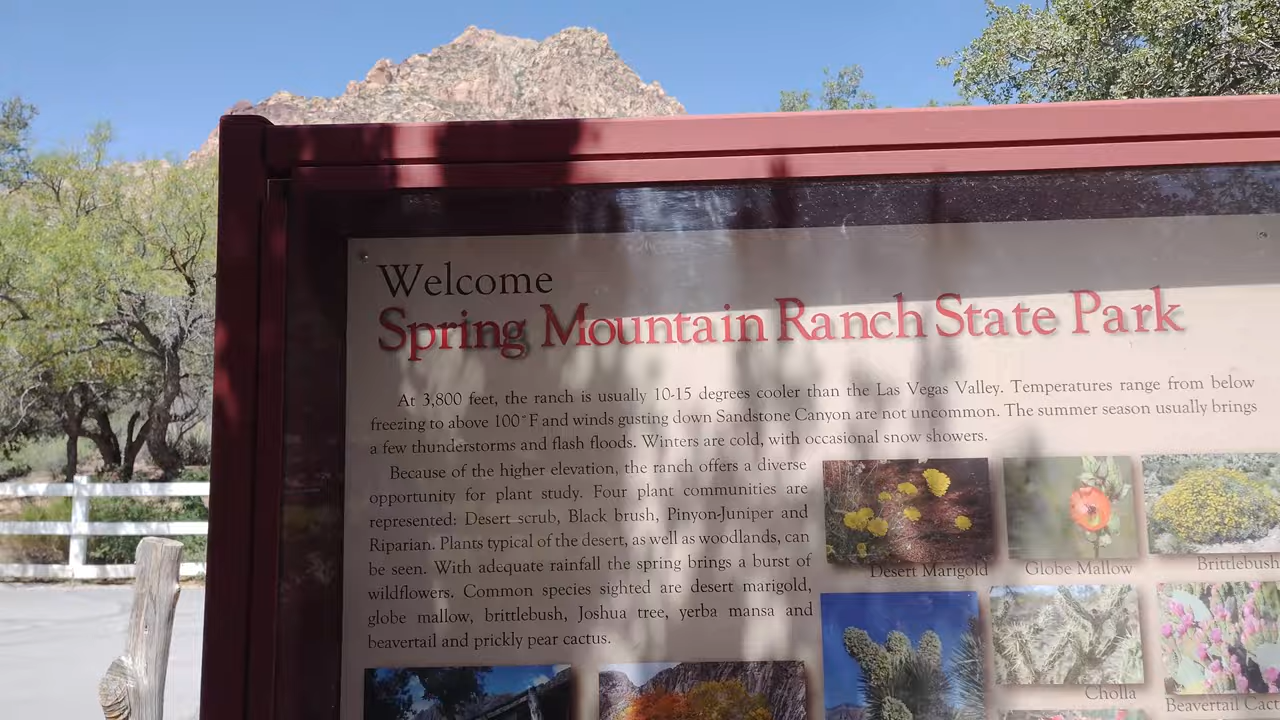 Welcome
Spring Mountain Ranch State Park
At 3,800 feet, the ranch is usually 10-15 degrees cooler than the Las Vegas Valley. Temperatures range from below
freezing to above 100°F and winds gusting down Sandstone Canyon are not uncommon. The summer season usually brings
a few thunderstorms and flash floods. Winters are cold, with occasional snow showers.
Because of the higher elevation, the ranch offers a diverse
opportunity for plant study. Four plant communities are
represented: Desert scrub, Black brush, Pinyon-Juniper and
Riparian. Plants typical of the desert, as well as woodlands, can
be seen. With adequate rainfall the spring brings a burst of
wildflowers. Common species sighted are desert marigold,
globe mallow, brittlebush, Joshua tree, yerba mansa and
beavertail and prickly pear cactus.
Desert Marigold
Globe Mallow
Brittlebush
Cholla
Beavertail Cact